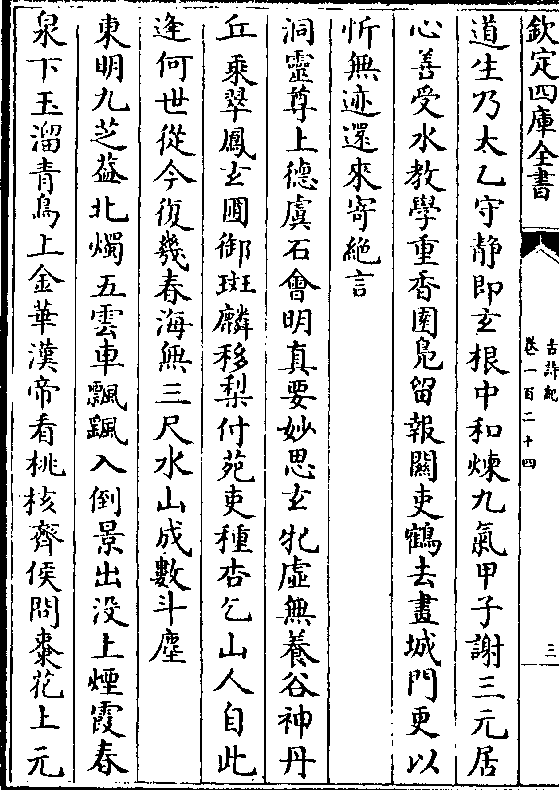 欽定四庫全書
古詩紀
卷一百二十四
三
道生乃太乙守静即𤣥根中和煉九氣甲子謝三元居
心善受水教學重香園鳬留報關吏鶴去畫城門更以
忻無迹還來寄絶言
洞靈尊上德虞石會明真要妙思𤣥牝虚無養谷神丹
丘乘翠鳳𤣥圃御斑麟移梨付苑吏種杏乞山人自此
逢何世從今復幾春海無三尺水山成數斗塵
東明九芝葢北燭五雲車飄飖入倒景出没上煙霞春
泉下玉溜青鳥上金華漢帝看桃核齊侯問棗花上元